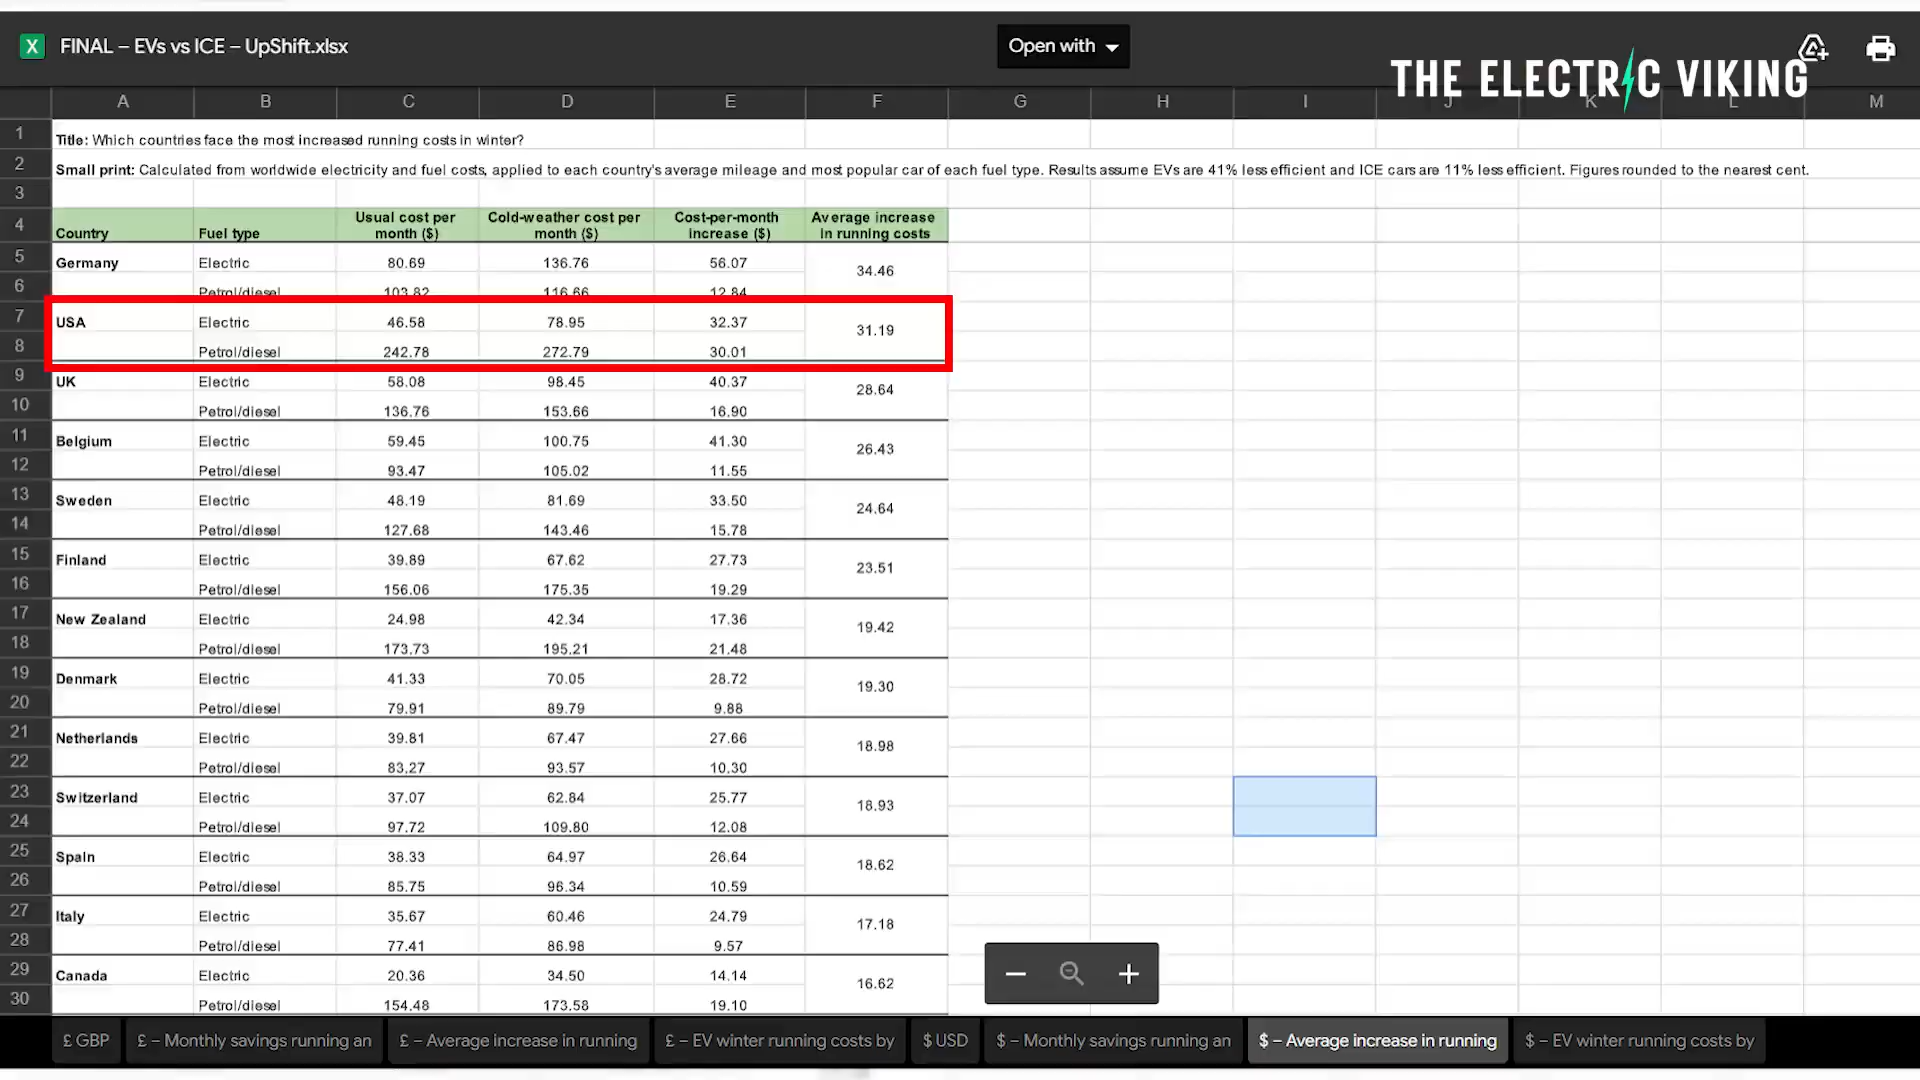 X FINAL – EVs vs ICE – UpShift.xlsx Open with
THE ELECTRIC VIKING
A B C D E F G H I J K L M
1 Title: Which countries face the most increased running costs in winter?
2 Small print: Calculated from worldwide electricity and fuel costs, applied to each country's average mileage and most popular car of each fuel type. Results assume EVs are 41% less efficient and ICE cars are 11% less efficient. Figures rounded to the nearest cent.
3
4 Country Fuel type Usual cost per month ($) Cold-weather cost per month ($) Cost-per-month increase ($) Average increase in running costs
5 Germany Electric 80.69 136.76 56.07 34.46
6 Petrol/diesel 103.82 116.66 12.84
7 USA Electric 46.58 78.95 32.37 31.19
8 Petrol/diesel 242.78 272.79 30.01
9 UK Electric 58.08 98.45 40.37 28.64
10 Petrol/diesel 136.76 153.66 16.90
11 Belgium Electric 59.45 100.75 41.30 26.43
12 Petrol/diesel 93.47 105.02 11.55
13 Sweden Electric 48.19 81.69 33.50 24.64
14 Petrol/diesel 127.68 143.46 15.78
15 Finland Electric 39.89 67.62 27.73 23.51
16 Petrol/diesel 156.06 175.35 19.29
17 New Zealand Electric 24.98 42.34 17.36 19.42
18 Petrol/diesel 173.73 195.21 21.48
19 Denmark Electric 41.33 70.05 28.72 19.30
20 Petrol/diesel 79.91 89.79 9.88
21 Netherlands Electric 39.81 67.47 27.66 18.98
22 Petrol/diesel 83.27 93.57 10.30
23 Switzerland Electric 37.07 62.84 25.77 18.93
24 Petrol/diesel 97.72 109.80 12.08
25 Spain Electric 38.33 64.97 26.64 18.62
26 Petrol/diesel 85.75 96.34 10.59
27 Italy Electric 35.67 60.46 24.79 17.18
28 Petrol/diesel 77.41 86.98 9.57
29 Canada Electric 20.36 34.50 14.14 16.62
30 Petrol/diesel 154.48 173.58 19.10
£ GBP £ – Monthly savings running an £ – Average increase in running £ – EV winter running costs by $ USD $ – Monthly savings running an $ – Average increase in running $ – EV winter running costs by